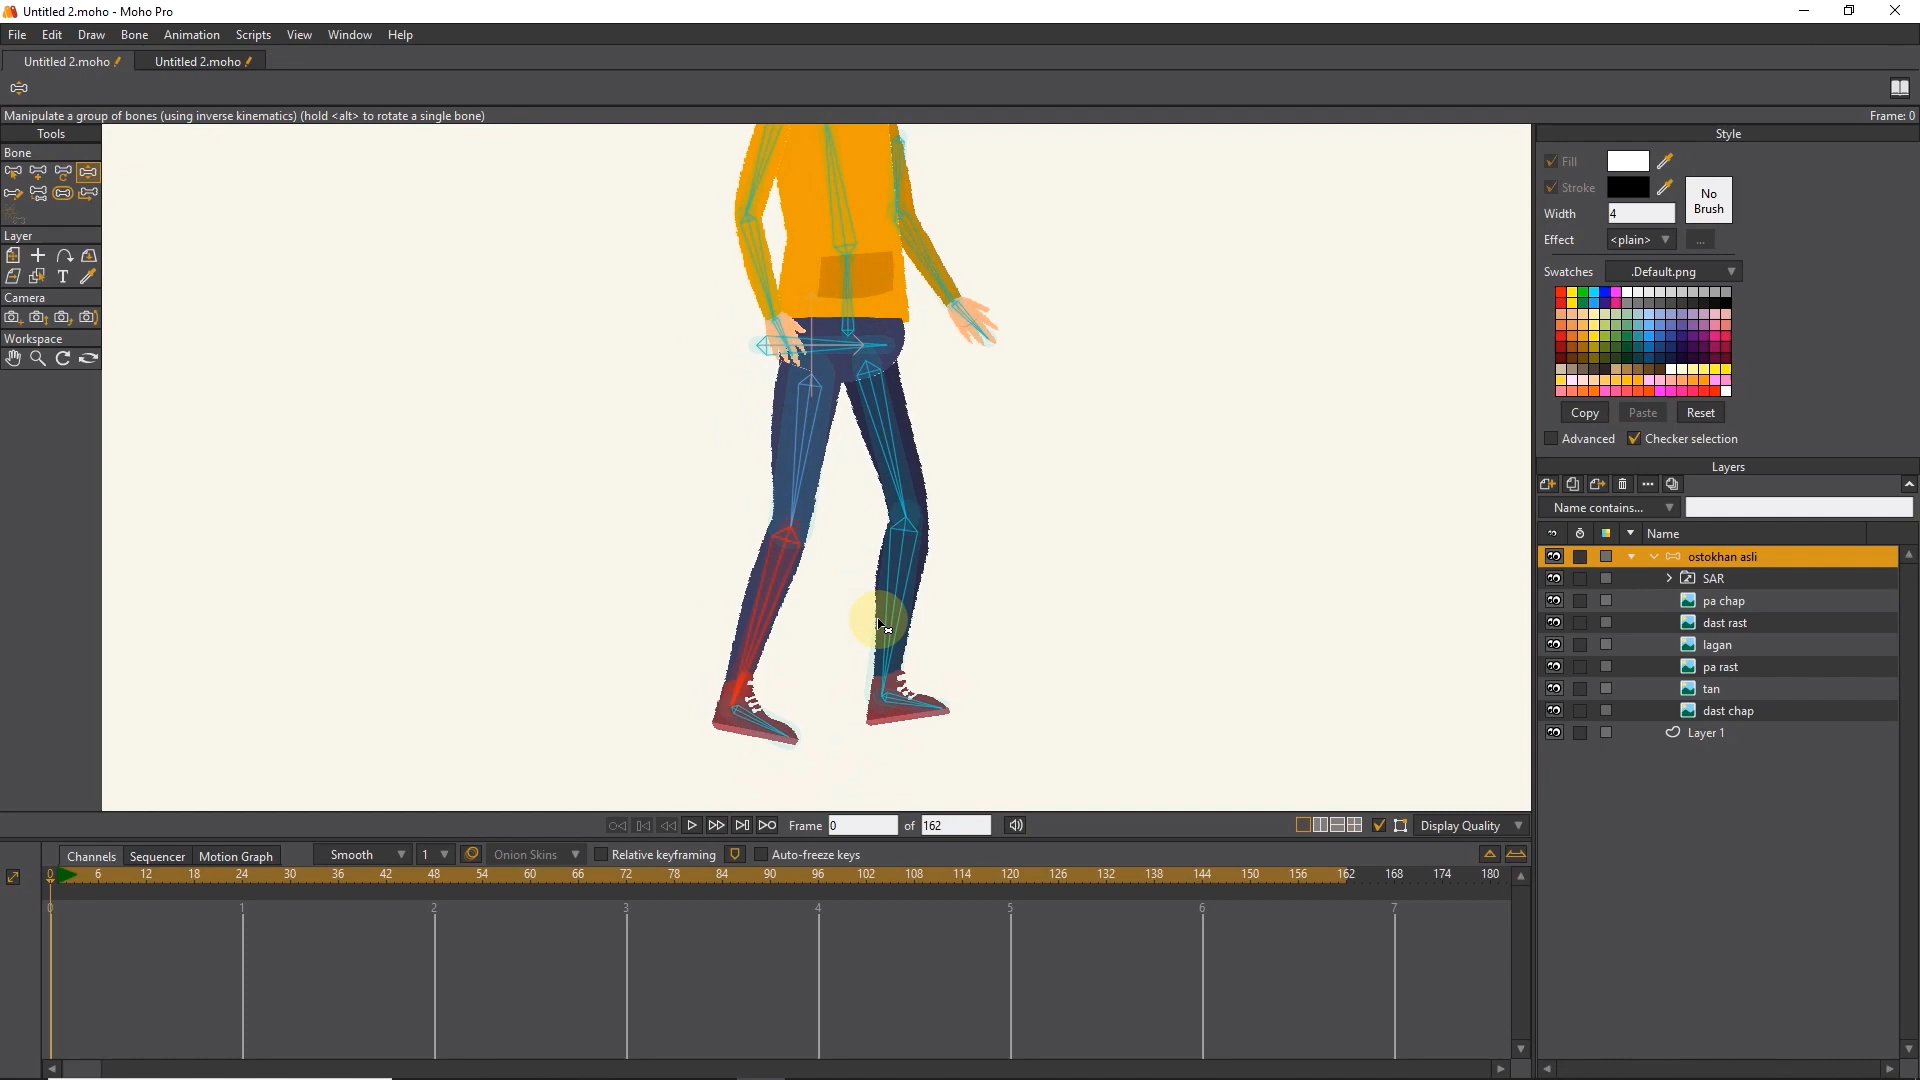 Untitled 2.moho - Moho Pro
File Edit Draw Bone Animation Scripts View Window Help
Untitled 2.moho Untitled 2.moho
Manipulate a group of bones (using inverse kinematics) (hold <alt> to rotate a single bone) Frame: 0
Tools
Bone
Layer
T
Camera
Workspace
Style
Fill
Stroke
No Brush
Width 4
Effect <plain> ...
Swatches .Default.png
Copy Paste Reset
Advanced Checker selection
Layers
Name contains...
Name
ostokhan asli
SAR
pa chap
dast rast
lagan
pa rast
tan
dast chap
Layer 1
Frame 0 of 162 Display Quality
Channels Sequencer Motion Graph Smooth 1 Onion Skins Relative keyframing Auto-freeze keys
0 6 12 18 24 30 36 42 48 54 60 66 72 78 84 90 96 102 108 114 120 126 132 138 144 150 156 162 168 174 180
0 1 2 3 4 5 6 7